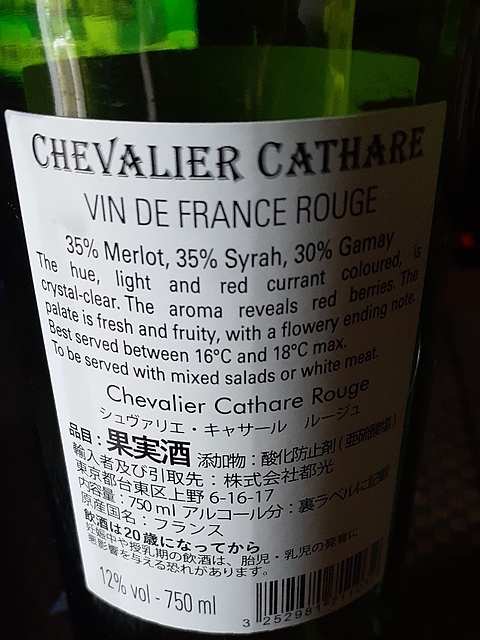 CHEVALIER CATHARE
VIN DE FRANCE ROUGE
35% Merlot, 35% Syrah, 30% Gamay
The hue, light and red currant coloured, is
crystal-clear. The aroma reveals red berries. The
palate is fresh and fruity, with a flowery ending note.
Best served between 16°C and 18°C max.
To be served with mixed salads or white meat.
Chevalier Cathare Rouge
シュヴァリエ・キャサール ルージュ
品目:果実酒 添加物:酸化防止剤(亜硫酸塩)
輸入者及び引取先:株式会社都光
東京都台東区上野 6-16-17
内容量:750 ml アルコール分:裏ラベルに記載
原産国名:フランス
飲酒は20歳になってから
妊娠中や授乳期の飲酒は、胎児・乳児の発育に
悪影響を与える恐れがあります。
12% vol - 750 ml